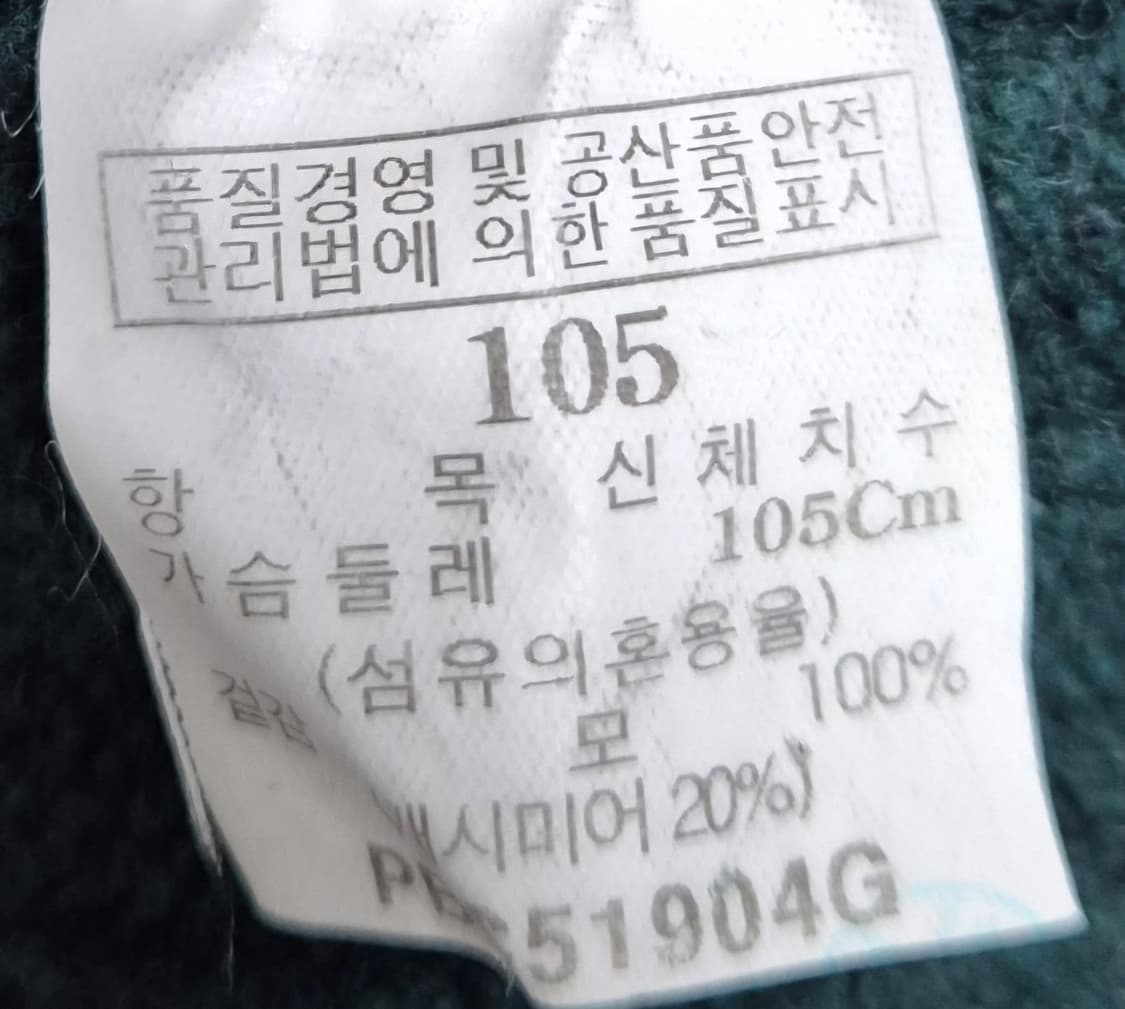 품질경영 및 공산품안전
관리법에 의한 품질표시
105
항 목 신 체 치 수
가 슴 둘 레 105Cm
(섬유의혼용율)
겉감 모 100%
캐시미어 20%)
51904G